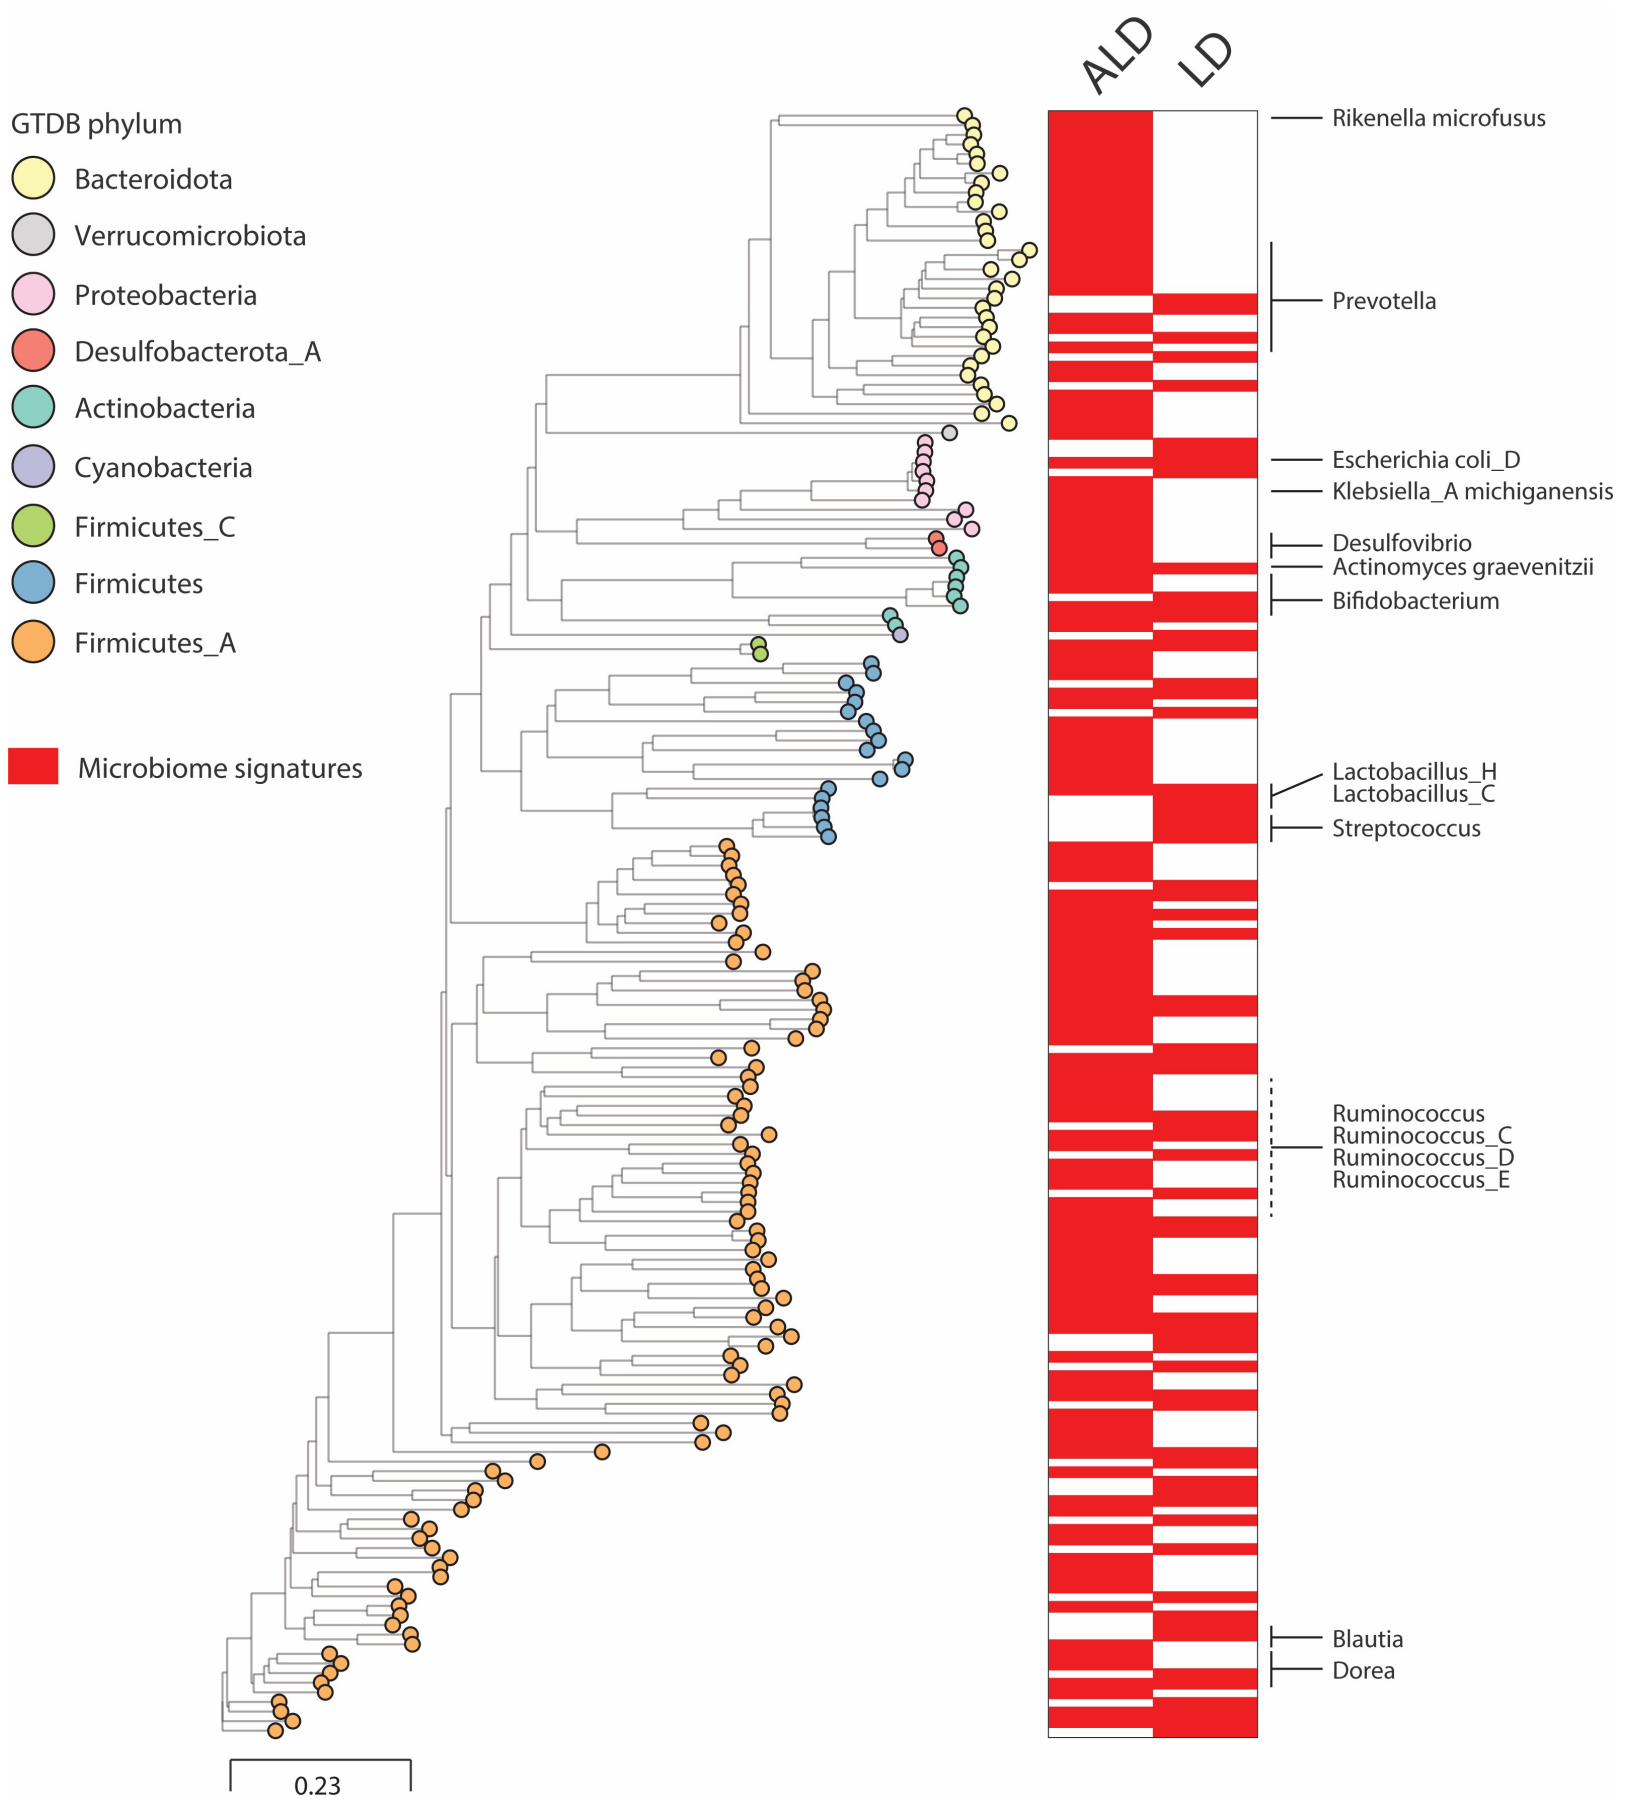 ALD
LD
GTDB phylum
Bacteroidota
Verrucomicrobiota
Proteobacteria
Desulfobacterota_A
Actinobacteria
Cyanobacteria
Firmicutes_C
Firmicutes
Firmicutes_A
Microbiome signatures
Rikenella microfusus
Prevotella
Escherichia coli_D
Klebsiella_A michiganensis
Desulfovibrio
Actinomyces graevenitzii
Bifidobacterium
Lactobacillus_H
Lactobacillus_C
Streptococcus
Ruminococcus
Ruminococcus_C
Ruminococcus_D
Ruminococcus_E
Blautia
Dorea
0.23